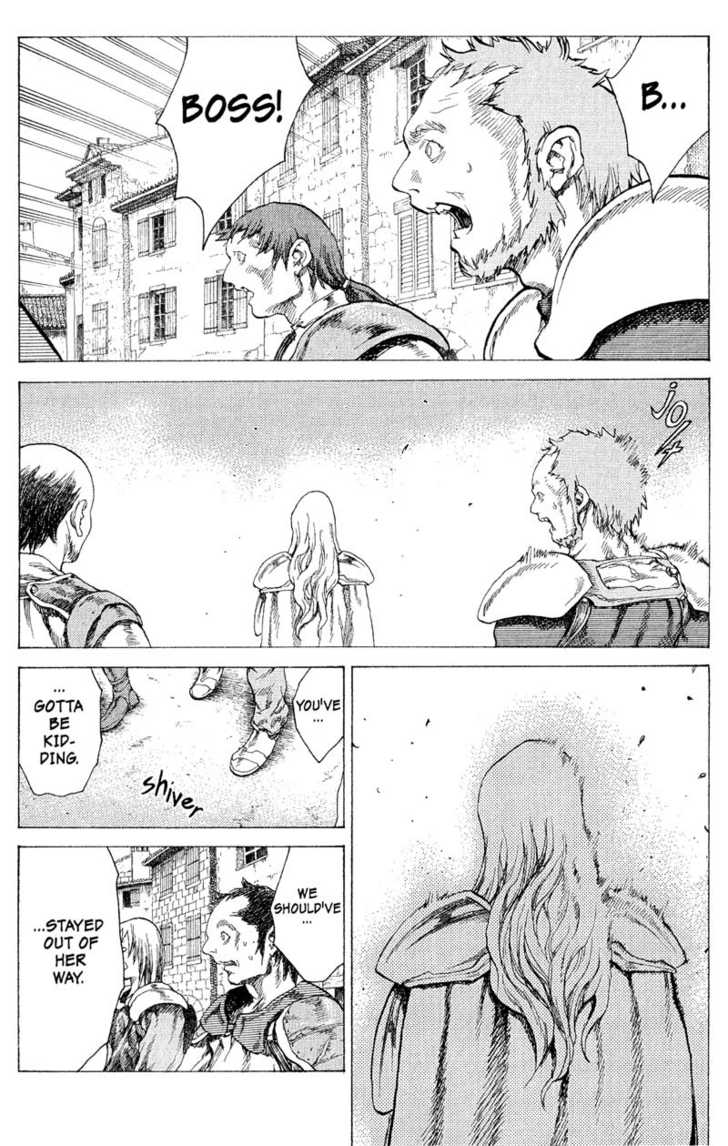 B...
BOSS!
JOLT
YOU'VE
...
...
GOTTA
BE
KID-
DING.
shiver
WE
SHOULD'VE
...
...STAYED
OUT OF
HER
WAY.